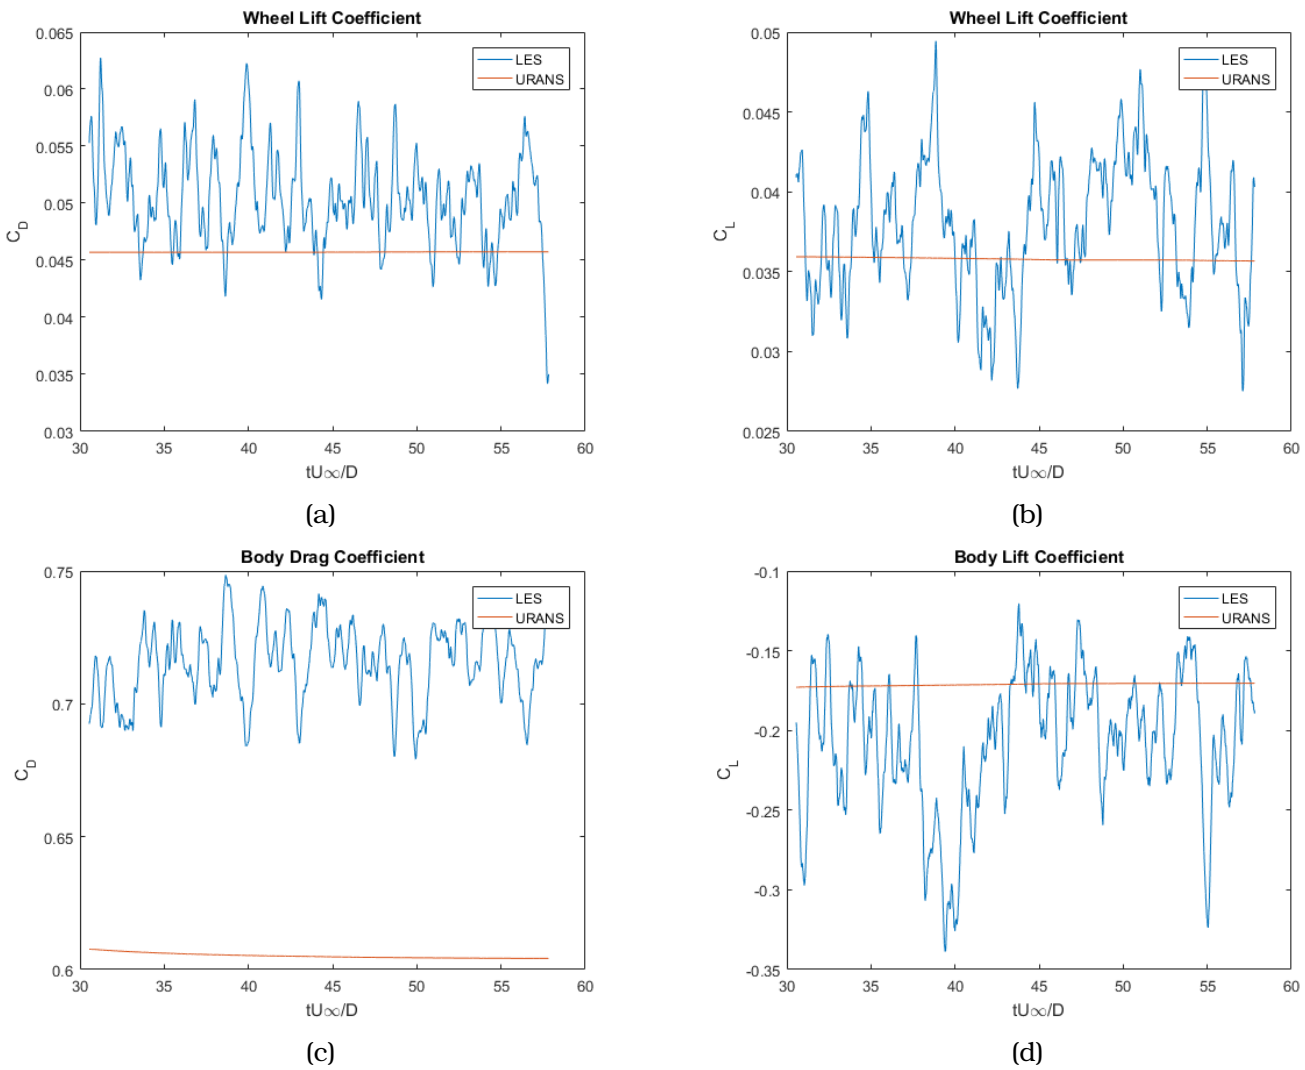 Wheel Lift Coefficient
0.065
0.06
0.055
0.05
0.045
0.04
0.035
0.03
C_D
LES
URANS
30 35 40 45 50 55 60
tU∞/D
(a)
Wheel Lift Coefficient
0.05
0.045
0.04
0.035
0.03
0.025
C_L
LES
URANS
30 35 40 45 50 55 60
tU∞/D
(b)
Body Drag Coefficient
0.75
0.7
0.65
0.6
C_D
LES
URANS
30 35 40 45 50 55 60
tU∞/D
(c)
Body Lift Coefficient
-0.1
-0.15
-0.2
-0.25
-0.3
-0.35
C_L
LES
URANS
30 35 40 45 50 55 60
tU∞/D
(d)